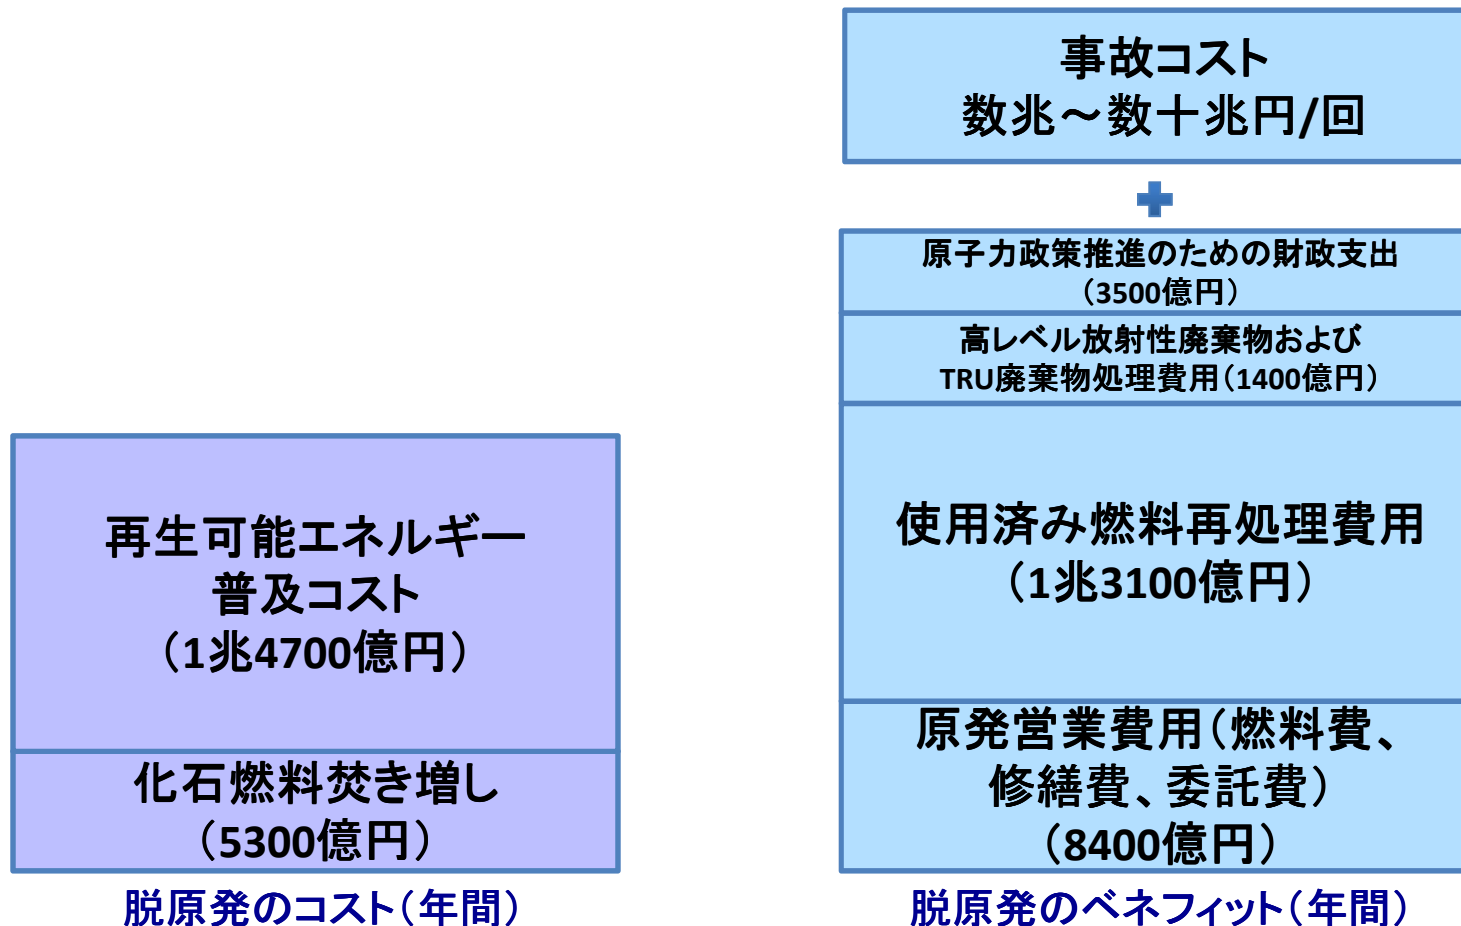 事故コスト
数兆～数十兆円/回
原子力政策推進のための財政支出
（3500億円）
高レベル放射性廃棄物および
TRU廃棄物処理費用（1400億円）
使用済み燃料再処理費用
（1兆3100億円）
原発営業費用（燃料費、
修繕費、委託費）
（8400億円）
脱原発のベネフィット（年間）
再生可能エネルギー
普及コスト
（1兆4700億円）
化石燃料焚き増し
（5300億円）
脱原発のコスト（年間）